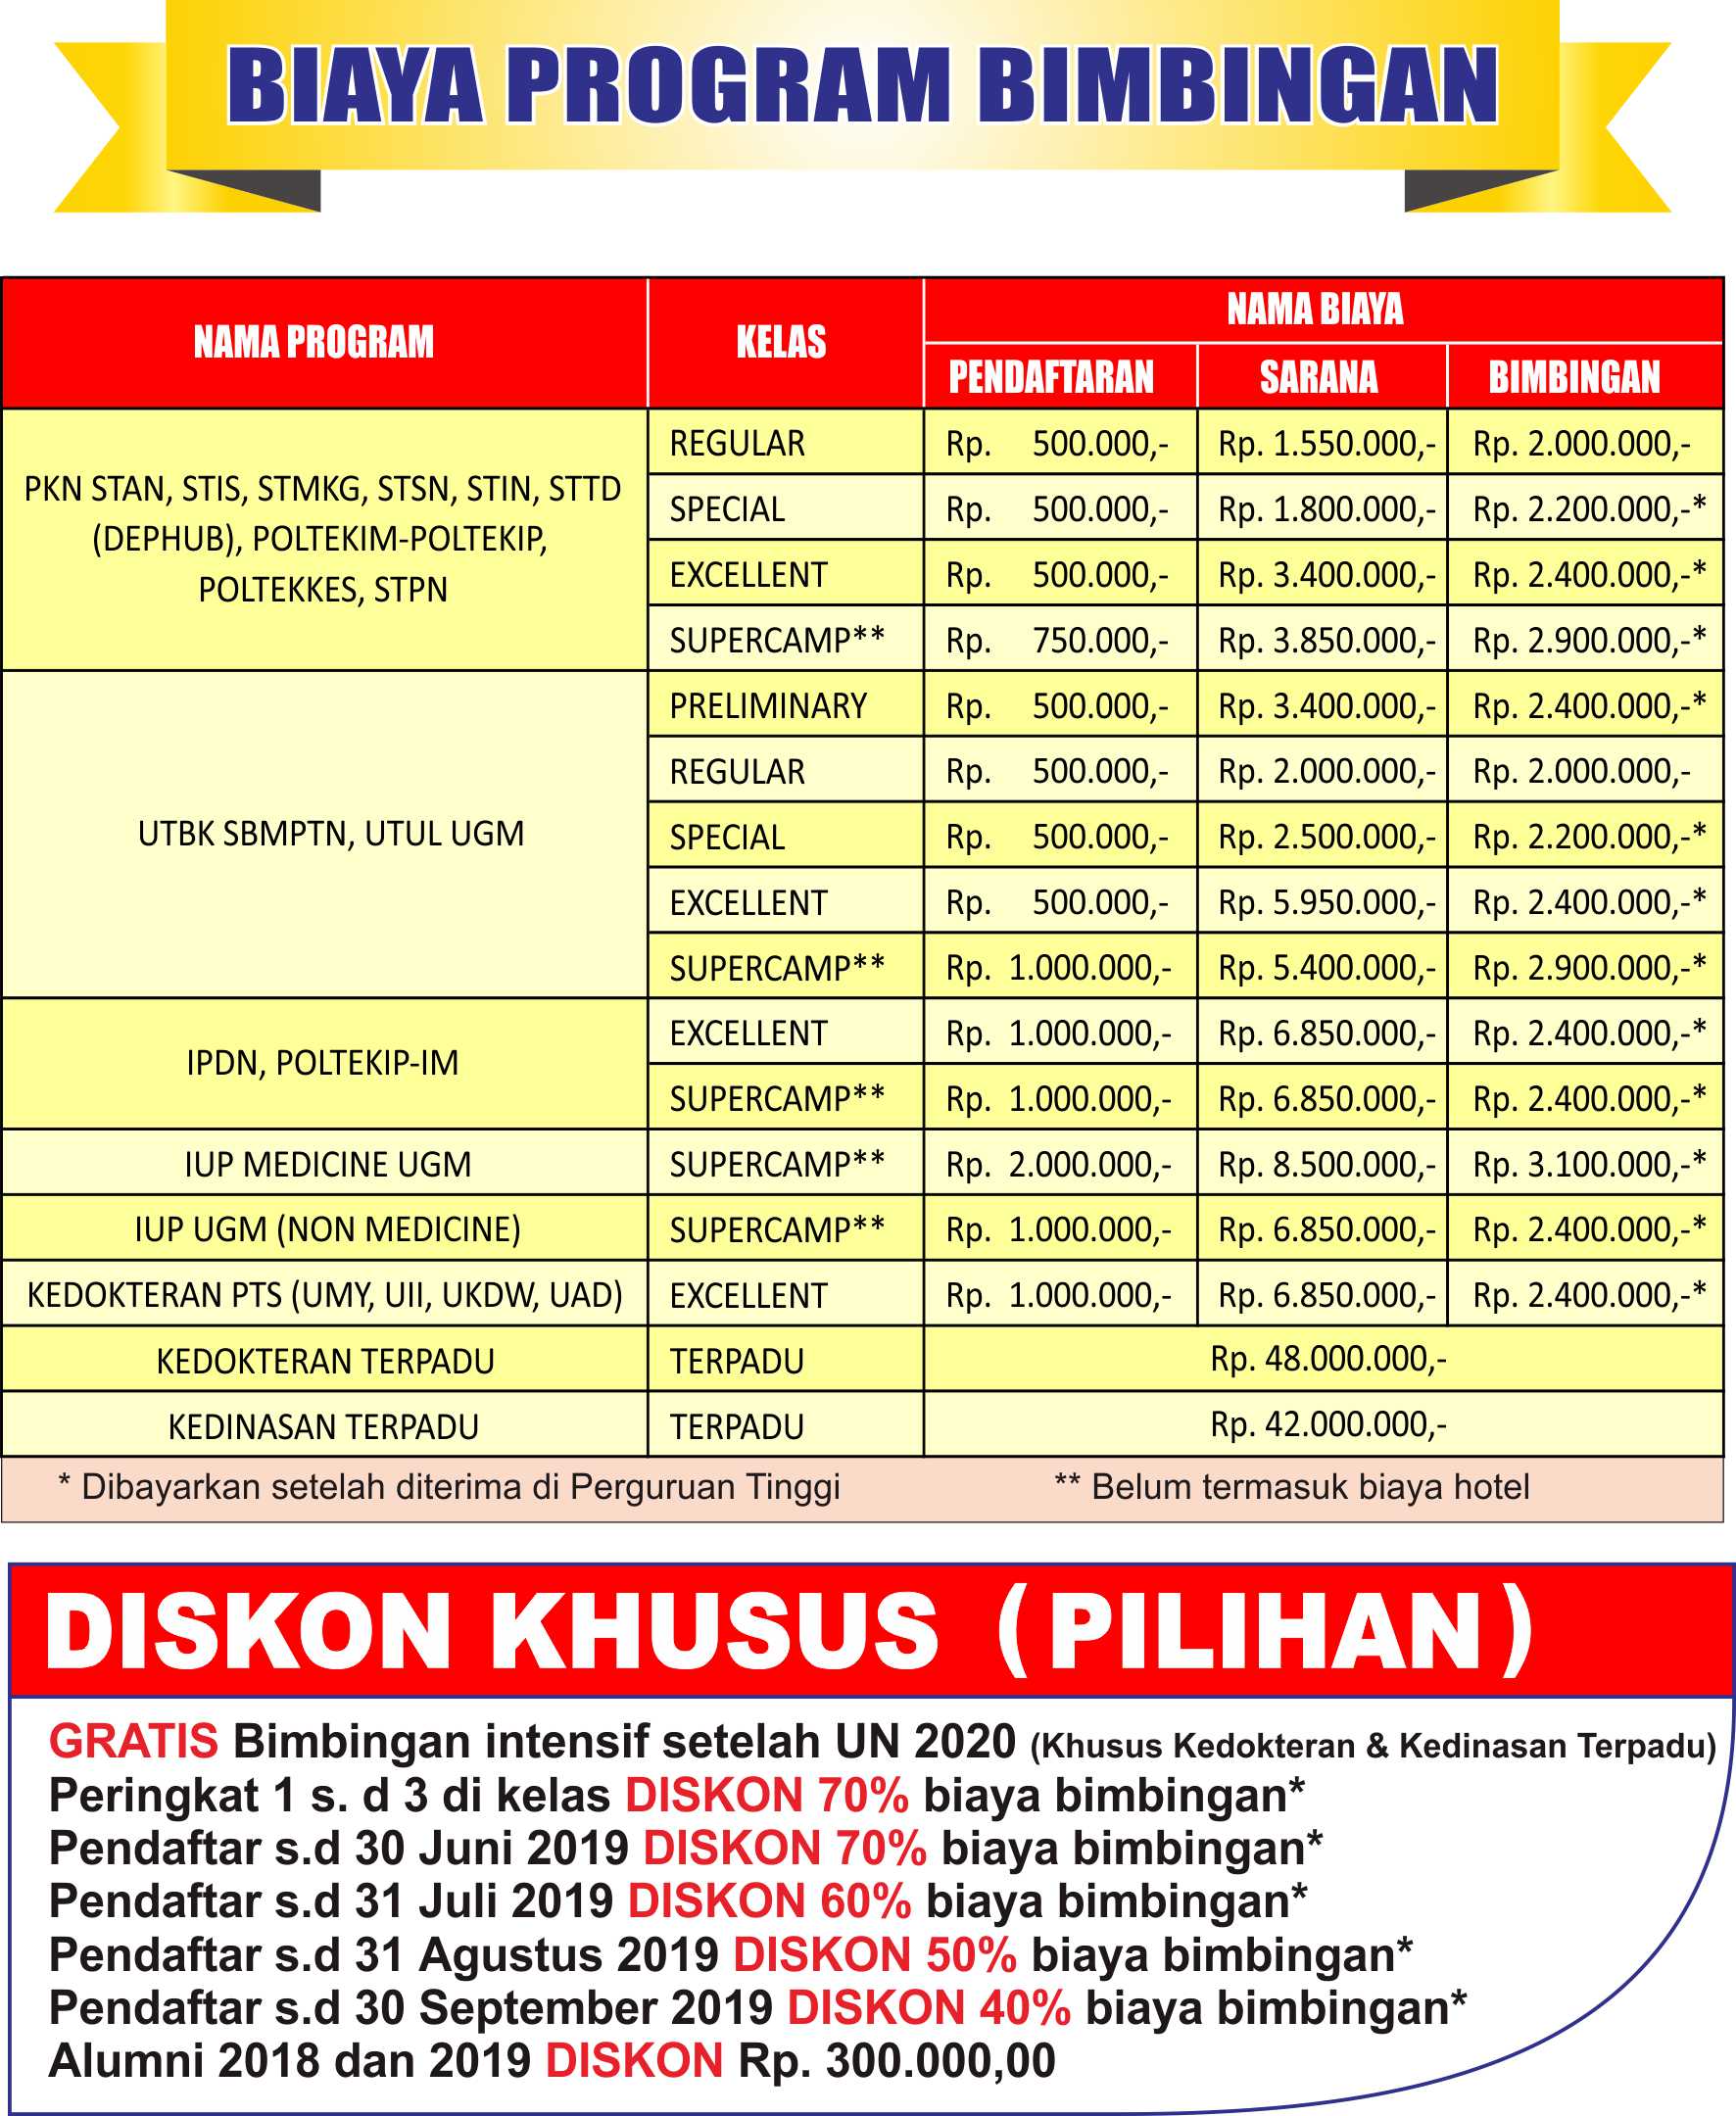 BIAYA PROGRAM BIMBINGAN
NAMA PROGRAM KELAS NAMA BIAYA
PENDAFTARAN SARANA BIMBINGAN
PKN STAN, STIS, STMKG, STSN, STIN, STTD
(DEPHUB), POLTEKIM-POLTEKIP,
POLTEKKES, STPN
REGULAR Rp. 500.000,- Rp. 1.550.000,- Rp. 2.000.000,-
SPECIAL Rp. 500.000,- Rp. 1.800.000,- Rp. 2.200.000,-*
EXCELLENT Rp. 500.000,- Rp. 3.400.000,- Rp. 2.400.000,-*
SUPERCAMP** Rp. 750.000,- Rp. 3.850.000,- Rp. 2.900.000,-*
UTBK SBMPTN, UTUL UGM
PRELIMINARY Rp. 500.000,- Rp. 3.400.000,- Rp. 2.400.000,-*
REGULAR Rp. 500.000,- Rp. 2.000.000,- Rp. 2.000.000,-
SPECIAL Rp. 500.000,- Rp. 2.500.000,- Rp. 2.200.000,-*
EXCELLENT Rp. 500.000,- Rp. 5.950.000,- Rp. 2.400.000,-*
SUPERCAMP** Rp. 1.000.000,- Rp. 5.400.000,- Rp. 2.900.000,-*
IPDN, POLTEKIP-IM
EXCELLENT Rp. 1.000.000,- Rp. 6.850.000,- Rp. 2.400.000,-*
SUPERCAMP** Rp. 1.000.000,- Rp. 6.850.000,- Rp. 2.400.000,-*
IUP MEDICINE UGM SUPERCAMP** Rp. 2.000.000,- Rp. 8.500.000,- Rp. 3.100.000,-*
IUP UGM (NON MEDICINE) SUPERCAMP** Rp. 1.000.000,- Rp. 6.850.000,- Rp. 2.400.000,-*
KEDOKTERAN PTS (UMY, UII, UKDW, UAD) EXCELLENT Rp. 1.000.000,- Rp. 6.850.000,- Rp. 2.400.000,-*
KEDOKTERAN TERPADU TERPADU Rp. 48.000.000,-
KEDINASAN TERPADU TERPADU Rp. 42.000.000,-
* Dibayarkan setelah diterima di Perguruan Tinggi ** Belum termasuk biaya hotel
DISKON KHUSUS (PILIHAN)
GRATIS Bimbingan intensif setelah UN 2020 (Khusus Kedokteran & Kedinasan Terpadu)
Peringkat 1 s. d 3 di kelas DISKON 70% biaya bimbingan*
Pendaftar s.d 30 Juni 2019 DISKON 70% biaya bimbingan*
Pendaftar s.d 31 Juli 2019 DISKON 60% biaya bimbingan*
Pendaftar s.d 31 Agustus 2019 DISKON 50% biaya bimbingan*
Pendaftar s.d 30 September 2019 DISKON 40% biaya bimbingan*
Alumni 2018 dan 2019 DISKON Rp. 300.000,00